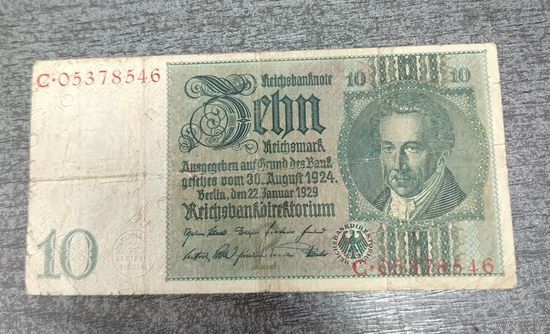 C·05378546
Reichsbanknote
10
10
Zehn
Reichsmark
Ausgegeben auf Grund des Bank
gesetzes vom 30. August 1924.
Berlin, den 22. Januar 1929
Reichsbankdirektorium
10
REICHSBANKDIREKTORIUM
C·05378546